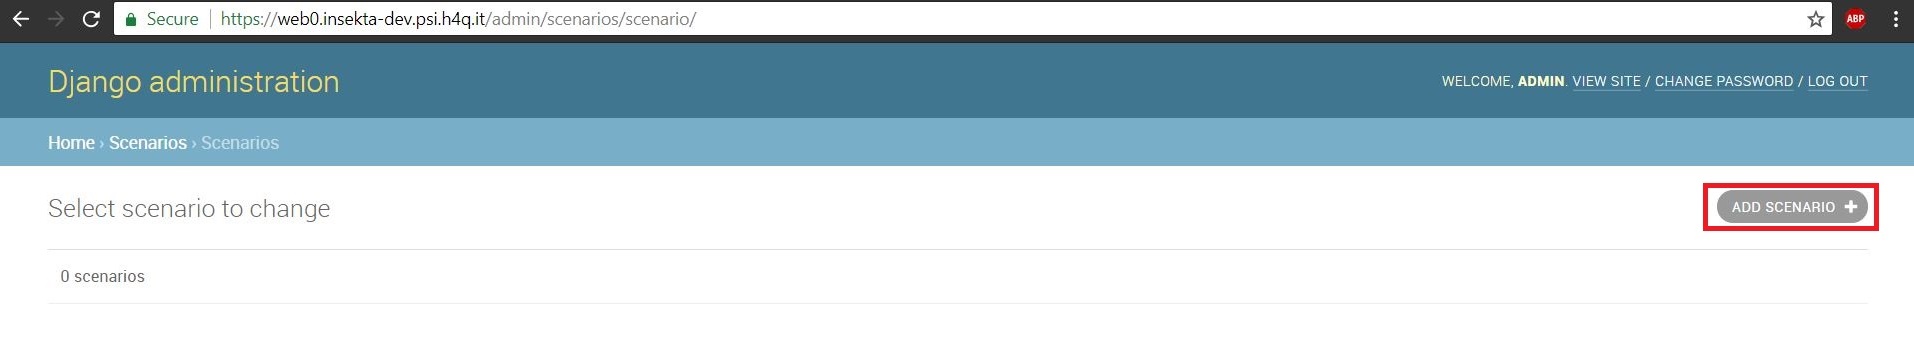 Secure https://web0.insekta-dev.psi.h4q.it/admin/scenarios/scenario/ ABP
Django administration
WELCOME, ADMIN. VIEW SITE / CHANGE PASSWORD / LOG OUT
Home › Scenarios › Scenarios
Select scenario to change
ADD SCENARIO +
0 scenarios